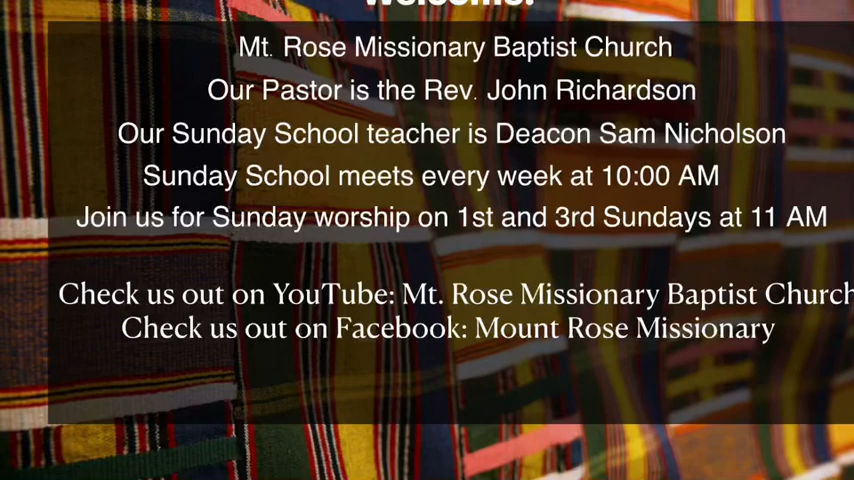 Welcome!
Mt. Rose Missionary Baptist Church
Our Pastor is the Rev. John Richardson
Our Sunday School teacher is Deacon Sam Nicholson
Sunday School meets every week at 10:00 AM
Join us for Sunday worship on 1st and 3rd Sundays at 11 AM
Check us out on YouTube: Mt. Rose Missionary Baptist Church
Check us out on Facebook: Mount Rose Missionary